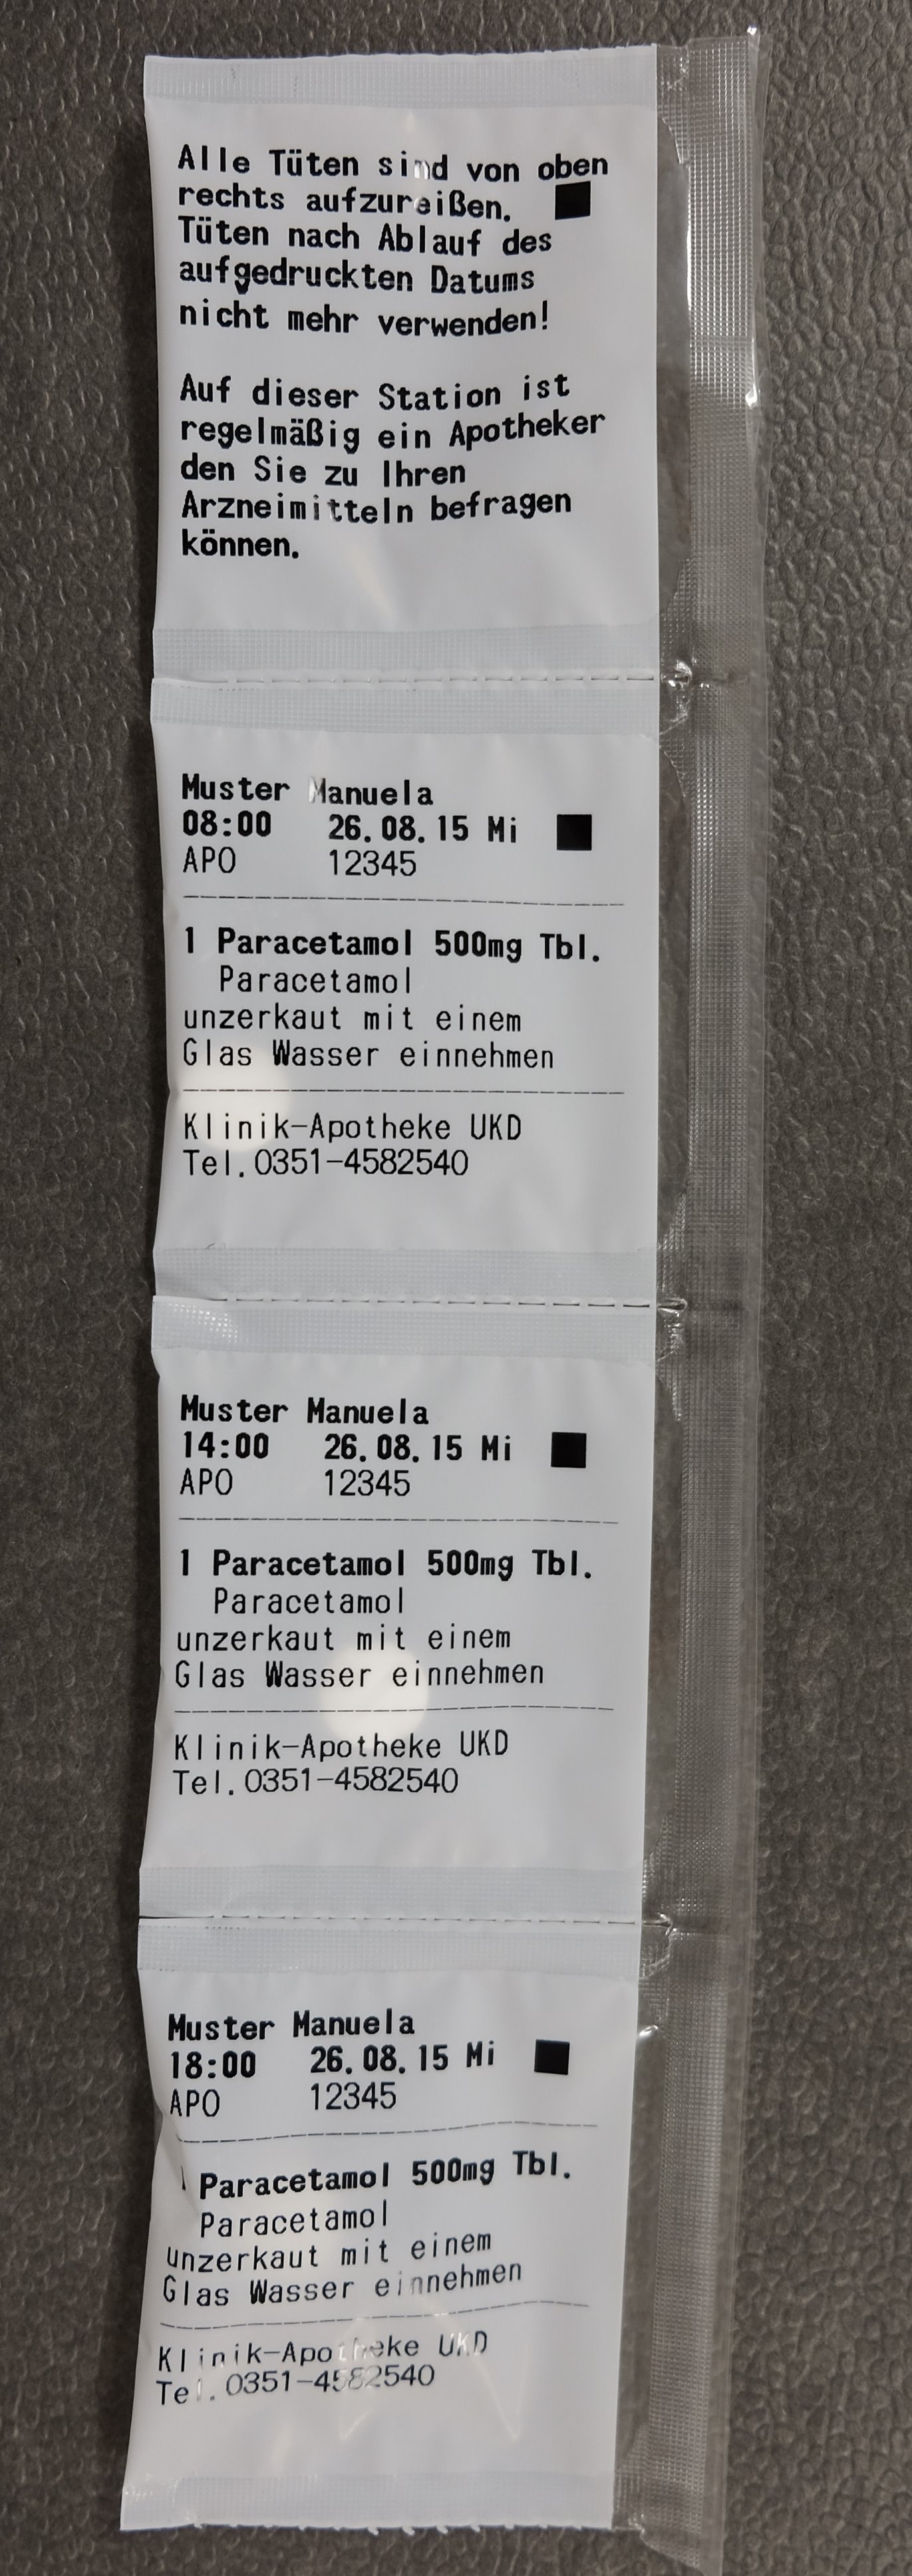 Alle Tüten sind von oben
rechts aufzureißen.
Tüten nach Ablauf des
aufgedruckten Datums
nicht mehr verwenden!
Auf dieser Station ist
regelmäßig ein Apotheker
den Sie zu Ihren
Arzneimitteln befragen
können.
Muster Manuela
08:00 26.08.15 Mi
APO 12345
1 Paracetamol 500mg Tbl.
Paracetamol
unzerkaut mit einem
Glas Wasser einnehmen
Klinik-Apotheke UKD
Tel.0351-4582540
Muster Manuela
14:00 26.08.15 Mi
APO 12345
1 Paracetamol 500mg Tbl.
Paracetamol
unzerkaut mit einem
Glas Wasser einnehmen
Klinik-Apotheke UKD
Tel.0351-4582540
Muster Manuela
18:00 26.08.15 Mi
APO 12345
1 Paracetamol 500mg Tbl.
Paracetamol
unzerkaut mit einem
Glas Wasser einnehmen
Klinik-Apotheke UKD
Tel.0351-4582540